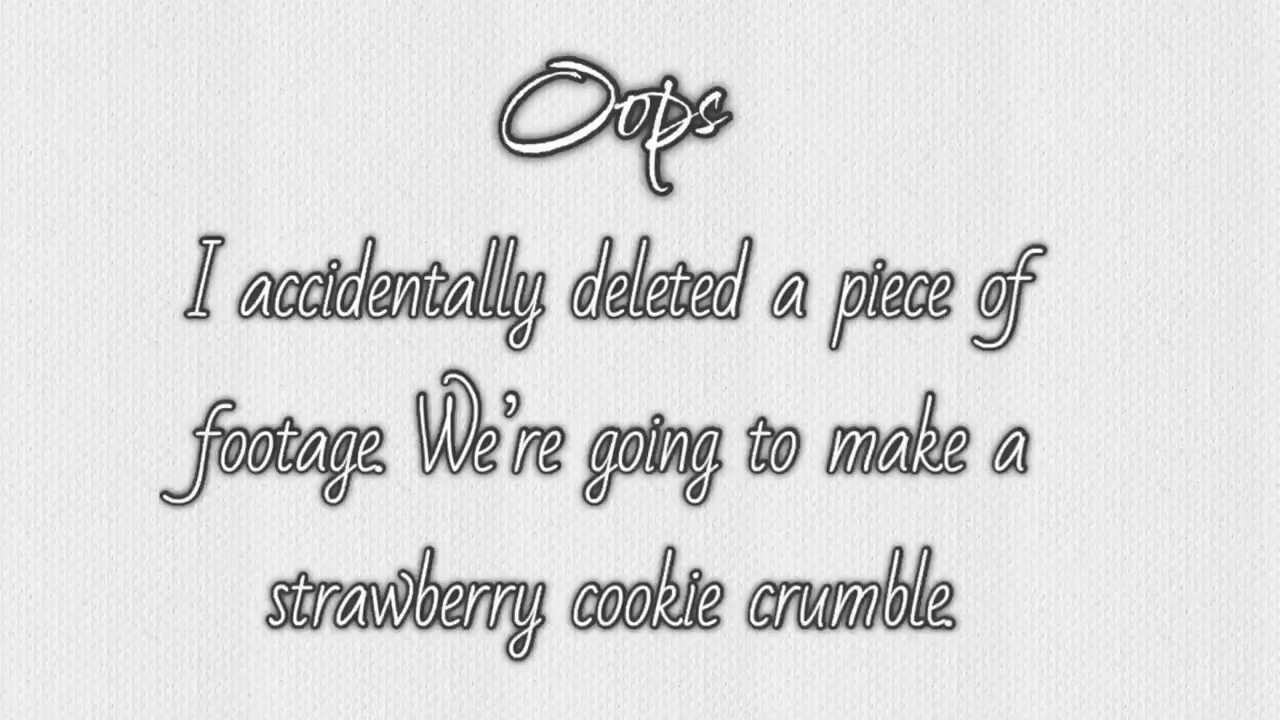 Oops
I accidentally deleted a piece of
footage. We're going to make a
strawberry cookie crumble.